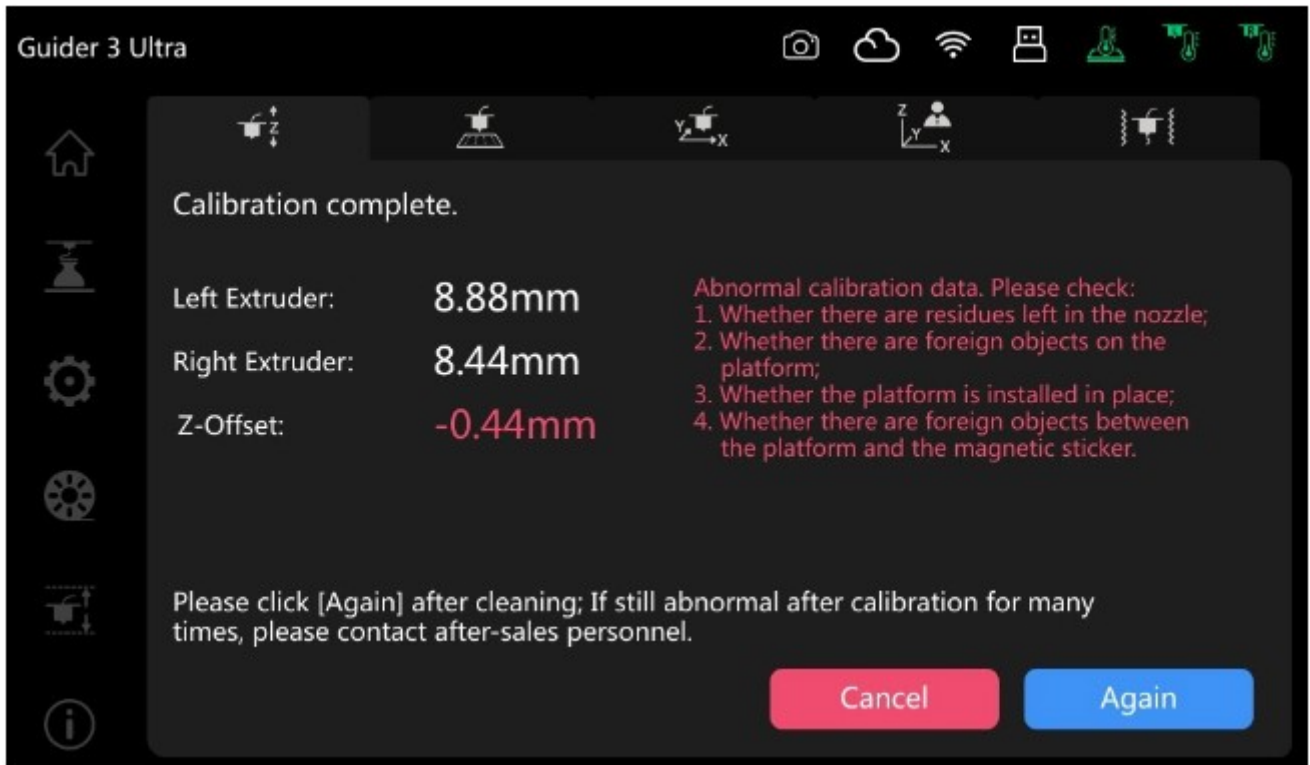 Guider 3 Ultra
Calibration complete.
Left Extruder: 8.88mm
Right Extruder: 8.44mm
Z-Offset: -0.44mm
Abnormal calibration data. Please check:
1. Whether there are residues left in the nozzle;
2. Whether there are foreign objects on the
platform;
3. Whether the platform is installed in place;
4. Whether there are foreign objects between
the platform and the magnetic sticker.
Please click [Again] after cleaning; If still abnormal after calibration for many
times, please contact after-sales personnel.
Cancel
Again